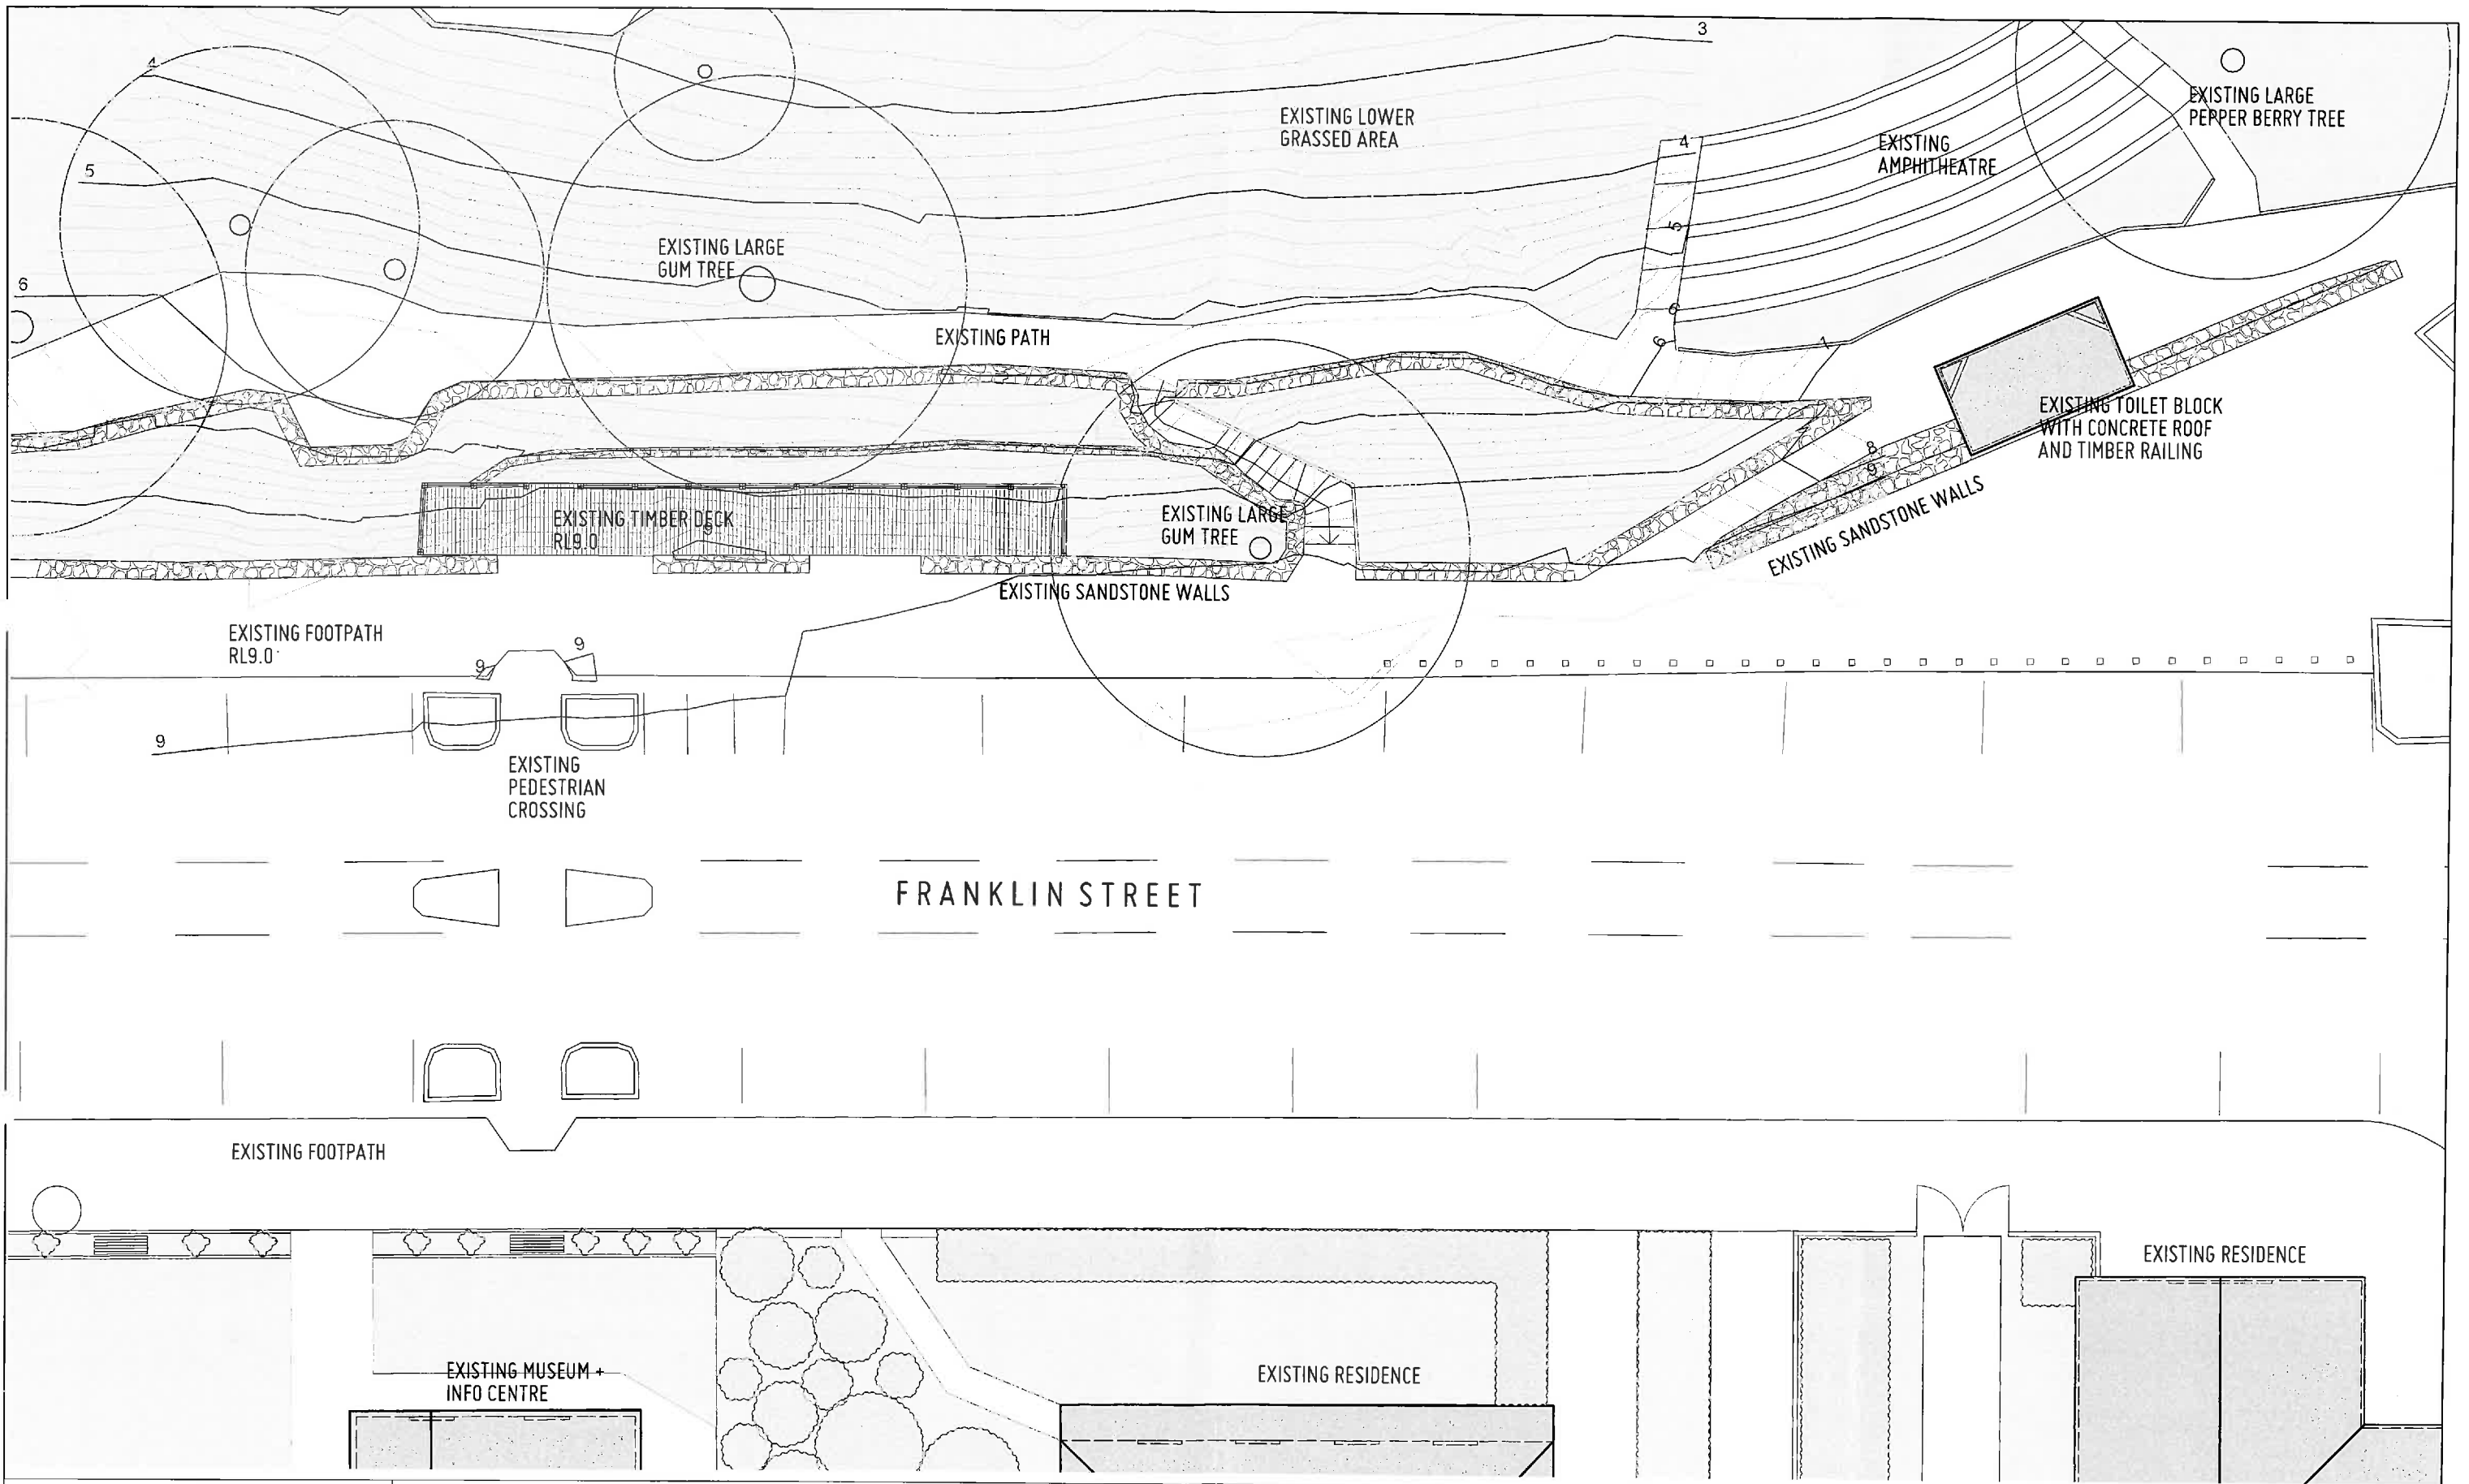 3
4
EXISTING LARGE
PEPPER BERRY TREE
EXISTING LOWER
GRASSED AREA
4
EXISTING
AMPHITHEATRE
5
5
EXISTING LARGE
GUM TREE
6
6
EXISTING PATH
6
7
EXISTING TOILET BLOCK
WITH CONCRETE ROOF
AND TIMBER RAILING
8
9
EXISTING SANDSTONE WALLS
EXISTING TIMBER DECK
RL9.0
9
EXISTING LARGE
GUM TREE
EXISTING SANDSTONE WALLS
EXISTING FOOTPATH
RL9.0
9
9
9
EXISTING
PEDESTRIAN
CROSSING
FRANKLIN STREET
EXISTING FOOTPATH
EXISTING RESIDENCE
EXISTING MUSEUM +
INFO CENTRE
EXISTING RESIDENCE